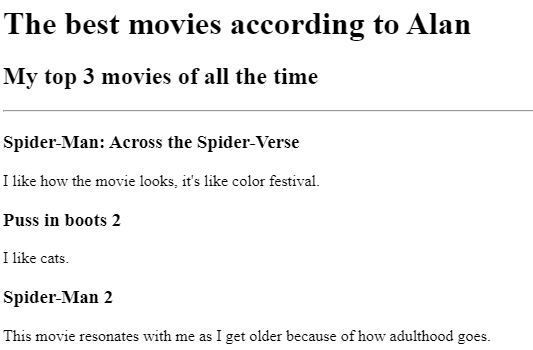 The best movies according to Alan
My top 3 movies of all the time
Spider-Man: Across the Spider-Verse
I like how the movie looks, it's like color festival.
Puss in boots 2
I like cats.
Spider-Man 2
This movie resonates with me as I get older because of how adulthood goes.